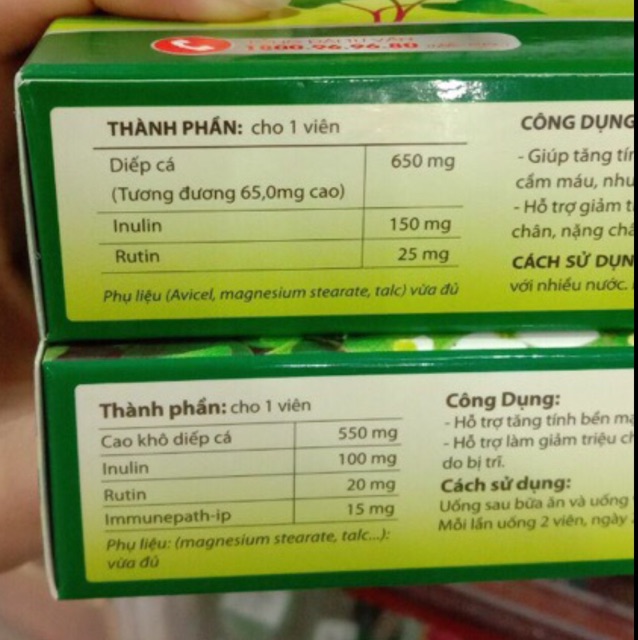 1800.96.96.80
THÀNH PHẦN: cho 1 viên
Diếp cá 650 mg
(Tương đương 65,0mg cao)
Inulin 150 mg
Rutin 25 mg
Phụ liệu (Avicel, magnesium stearate, talc) vừa đủ
CÔNG DỤNG
- Giúp tăng
cầm máu,
- Hỗ trợ giảm
chân, nặng
CÁCH SỬ
với nhiều nước.
Thành phần: cho 1 viên
Cao khô diếp cá 550 mg
Inulin 100 mg
Rutin 20 mg
Immunepath-ip 15 mg
Phụ liệu: (magnesium stearate, talc...):
vừa đủ
Công Dụng:
- Hỗ trợ tăng tính bền
- Hỗ trợ làm giảm triệu
do bị trĩ.
Cách sử dụng:
Uống sau bữa ăn và uống
Mỗi lần uống 2 viên, ngày